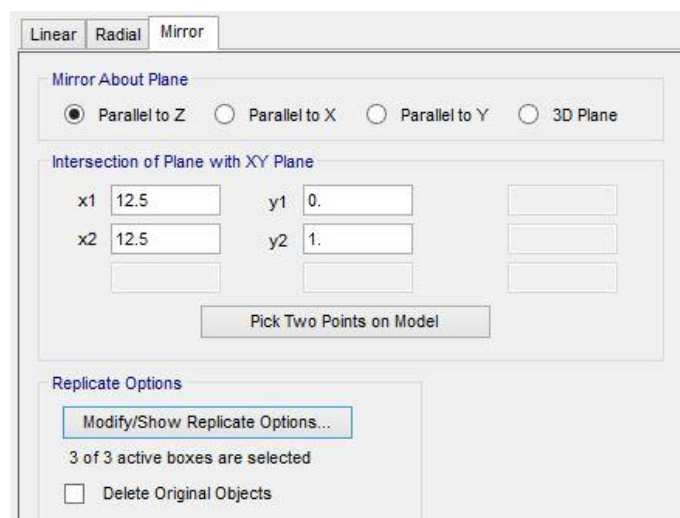 Linear Radial Mirror
Mirror About Plane
Parallel to Z Parallel to X Parallel to Y 3D Plane
Intersection of Plane with XY Plane
x1 12.5 y1 0.
x2 12.5 y2 1.
Pick Two Points on Model
Replicate Options
Modify/Show Replicate Options...
3 of 3 active boxes are selected
Delete Original Objects